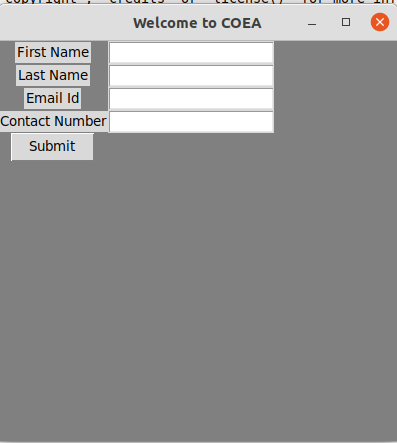 copyright", "credits" or "license()" for more inf
Welcome to COEA
First Name
Last Name
Email Id
Contact Number
Submit